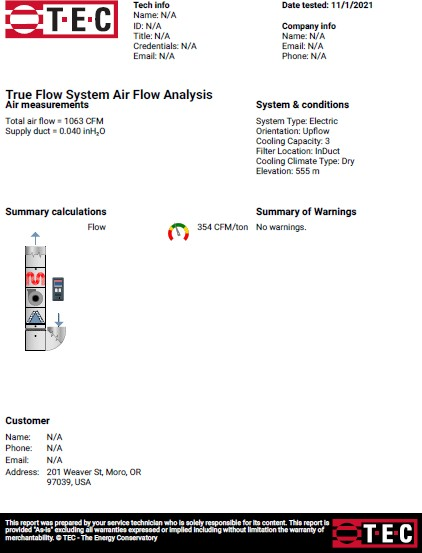 T·E·C
Tech info
Name: N/A
ID: N/A
Title: N/A
Credentials: N/A
Email: N/A
Date tested: 11/1/2021
Company info
Name: N/A
Email: N/A
Phone: N/A
True Flow System Air Flow Analysis
Air measurements
Total air flow = 1063 CFM
Supply duct = 0.040 inH₂O
System & conditions
System Type: Electric
Orientation: Upflow
Cooling Capacity: 3
Filter Location: InDuct
Cooling Climate Type: Dry
Elevation: 555 m
Summary calculations
Flow 354 CFM/ton
Summary of Warnings
No warnings.
Customer
Name: N/A
Phone: N/A
Email: N/A
Address: 201 Weaver St, Moro, OR
97039, USA
This report was prepared by your service technician who is solely responsible for its content. This report is
provided "As-is" excluding all warranties expressed or implied including without limitation the warranty of
merchantability. © TEC - The Energy Conservatory
T·E·C